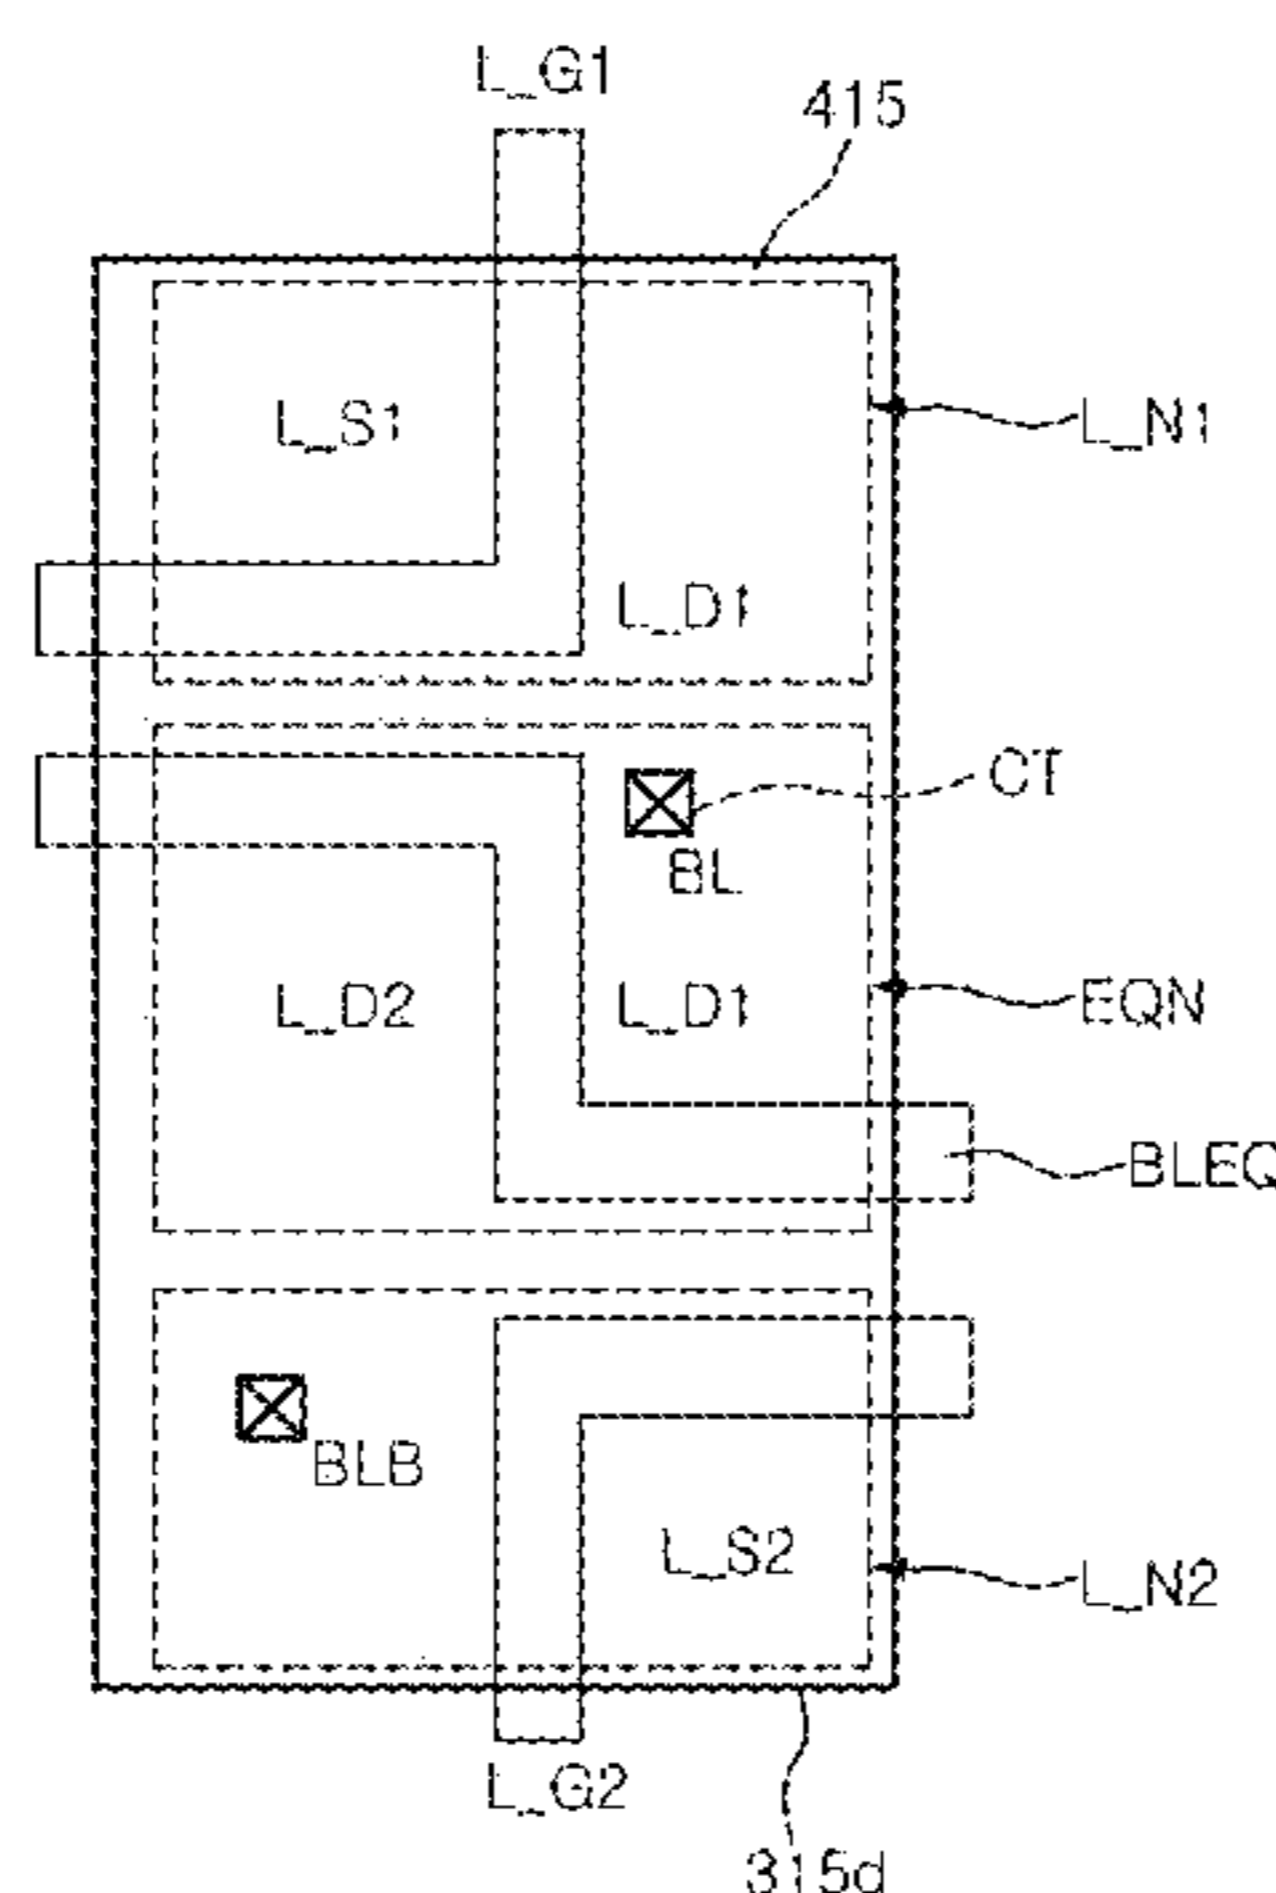 L_G1
415
L_S1
L_N1
L_D1
CT
BL
L_D2
L_D1
EQN
BLEQ
BLB
L_S2
L_N2
L_G2
315d